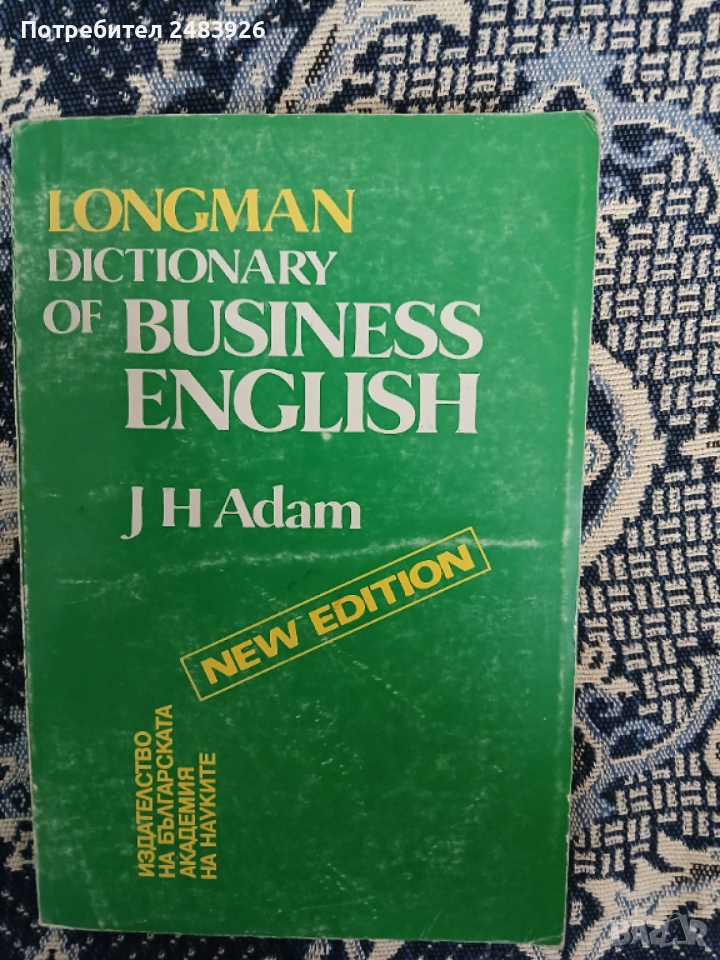 Потребител 2483926
LONGMAN
DICTIONARY
OF BUSINESS
ENGLISH
J H Adam
NEW EDITION
ИЗДАТЕЛСТВО
НА БЪЛГАРСКАТА
АКАДЕМИЯ
НА НАУКИТЕ